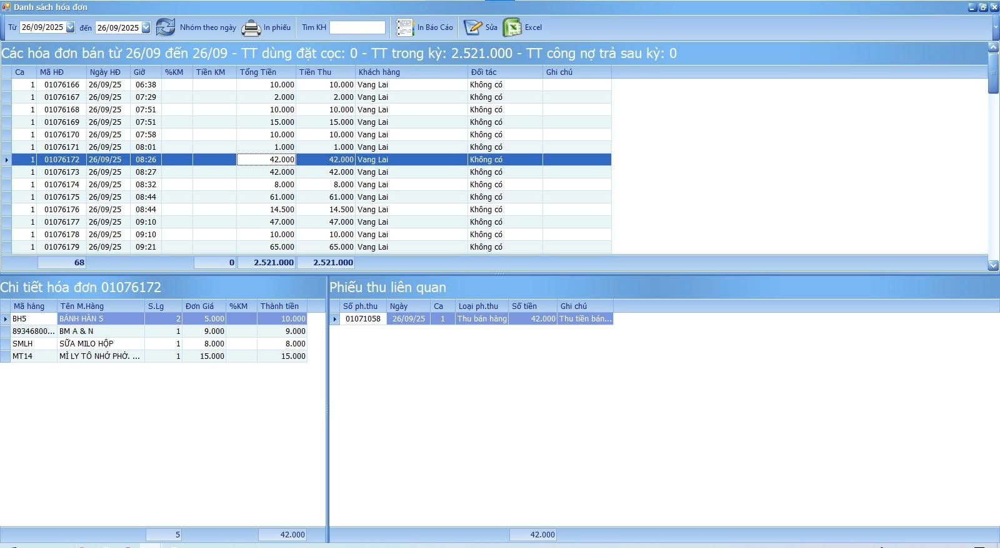 Danh sách hóa đơn
Từ 26/09/2025 đến 26/09/2025 Nhóm theo ngày In phiếu Tìm KH In Báo Cáo Sửa Excel
Các hóa đơn bán từ 26/09 đến 26/09 - TT dùng đặt cọc: 0 - TT trong kỳ: 2.521.000 - TT công nợ trả sau kỳ: 0
Ca Mã HĐ Ngày HĐ Giờ %KM Tiền KM Tổng Tiền Tiền Thu Khách hàng Đối tác Ghi chú
1 01076166 26/09/25 06:38 10.000 10.000 Vang Lai Không có
1 01076167 26/09/25 07:29 2.000 2.000 Vang Lai Không có
1 01076168 26/09/25 07:51 10.000 10.000 Vang Lai Không có
1 01076169 26/09/25 07:51 15.000 15.000 Vang Lai Không có
1 01076170 26/09/25 07:58 10.000 10.000 Vang Lai Không có
1 01076171 26/09/25 08:01 1.000 1.000 Vang Lai Không có
1 01076172 26/09/25 08:26 42.000 42.000 Vang Lai Không có
1 01076173 26/09/25 08:27 42.000 42.000 Vang Lai Không có
1 01076174 26/09/25 08:32 8.000 8.000 Vang Lai Không có
1 01076175 26/09/25 08:44 61.000 61.000 Vang Lai Không có
1 01076176 26/09/25 08:44 14.500 14.500 Vang Lai Không có
1 01076177 26/09/25 09:10 47.000 47.000 Vang Lai Không có
1 01076178 26/09/25 09:10 10.000 10.000 Vang Lai Không có
1 01076179 26/09/25 09:21 65.000 65.000 Vang Lai Không có
68 0 2.521.000 2.521.000
Chi tiết hóa đơn 01076172
Mã hàng Tên M.Hàng S.Lg Đơn Giá %KM Thành tiền
BH5 BÁNH HÀN 5 2 5.000 10.000
89346800... BM A & N 1 9.000 9.000
SMLH SỮA MILO HỘP 1 8.000 8.000
MT14 MÌ LY TÔ NHỚ PHỞ. ... 1 15.000 15.000
5 42.000
Phiếu thu liên quan
Số ph.thu Ngày Ca Loại ph.thu Số tiền Ghi chú
01071058 26/09/25 1 Thu bán hàng 42.000 Thu tiền bán...
42.000